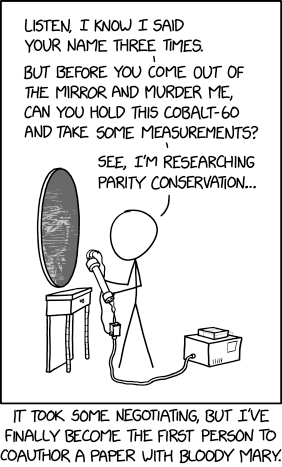 LISTEN, I KNOW I SAID
YOUR NAME THREE TIMES.
BUT BEFORE YOU COME OUT OF
THE MIRROR AND MURDER ME,
CAN YOU HOLD THIS COBALT-60
AND TAKE SOME MEASUREMENTS?
SEE, I'M RESEARCHING
PARITY CONSERVATION...
IT TOOK SOME NEGOTIATING, BUT I'VE
FINALLY BECOME THE FIRST PERSON TO
COAUTHOR A PAPER WITH BLOODY MARY.